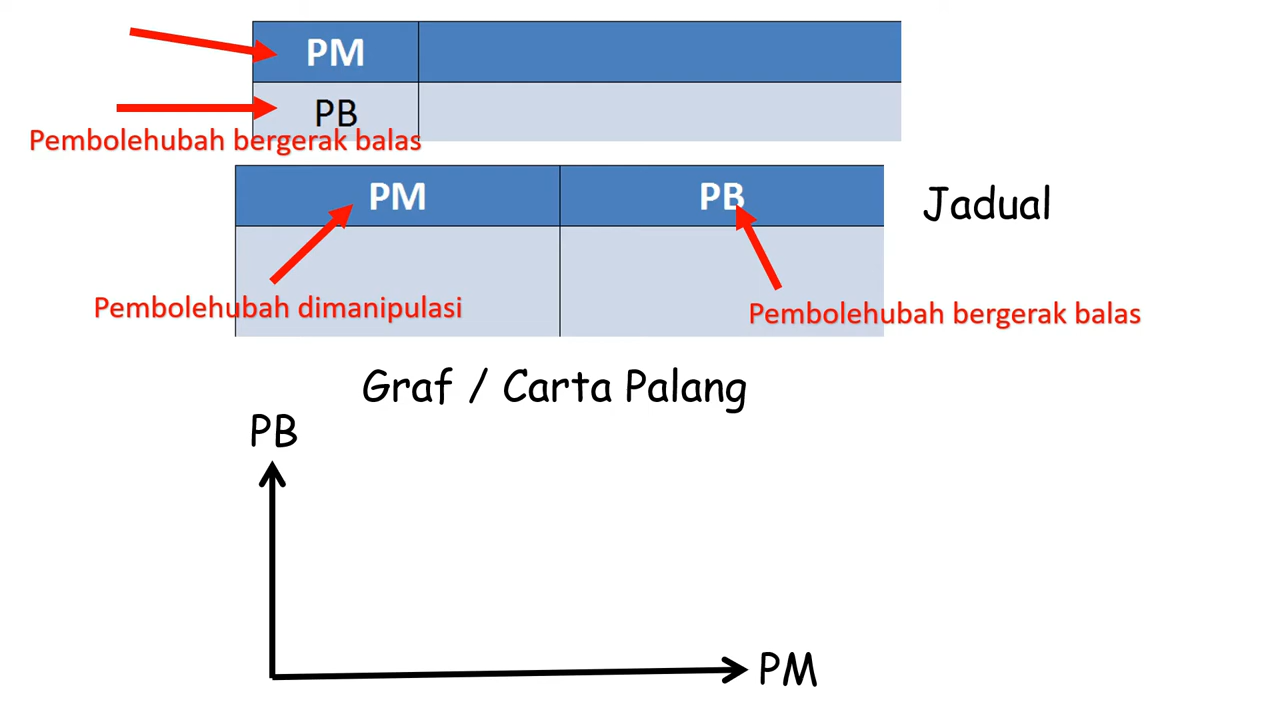 PM
PB
Pembolehubah bergerak balas
PM PB
Jadual
Pembolehubah dimanipulasi
Pembolehubah bergerak balas
Graf / Carta Palang
PB
PM